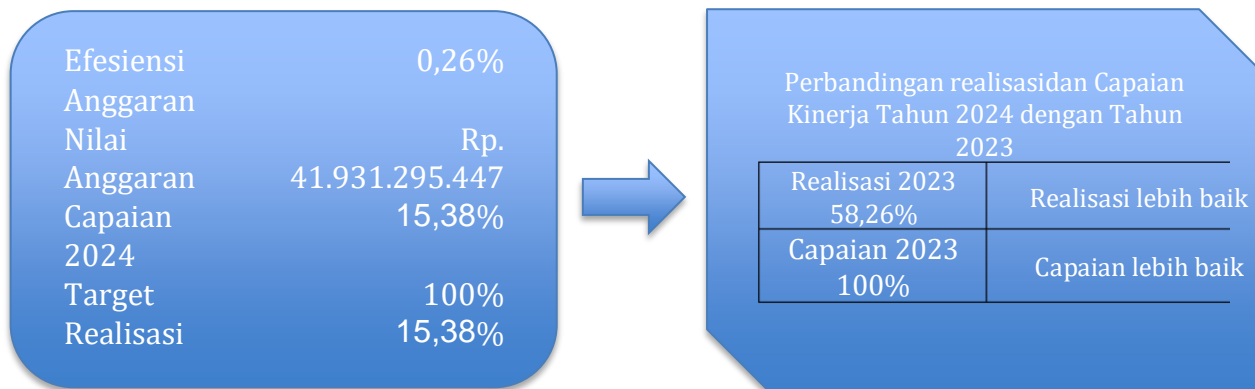 Efesiensi 0,26%
Anggaran
Nilai Rp.
Anggaran 41.931.295.447
Capaian 15,38%
2024
Target 100%
Realisasi 15,38%
Perbandingan realisasidan Capaian
Kinerja Tahun 2024 dengan Tahun
2023
Realisasi 2023
58,26%
Realisasi lebih baik
Capaian 2023
100%
Capaian lebih baik